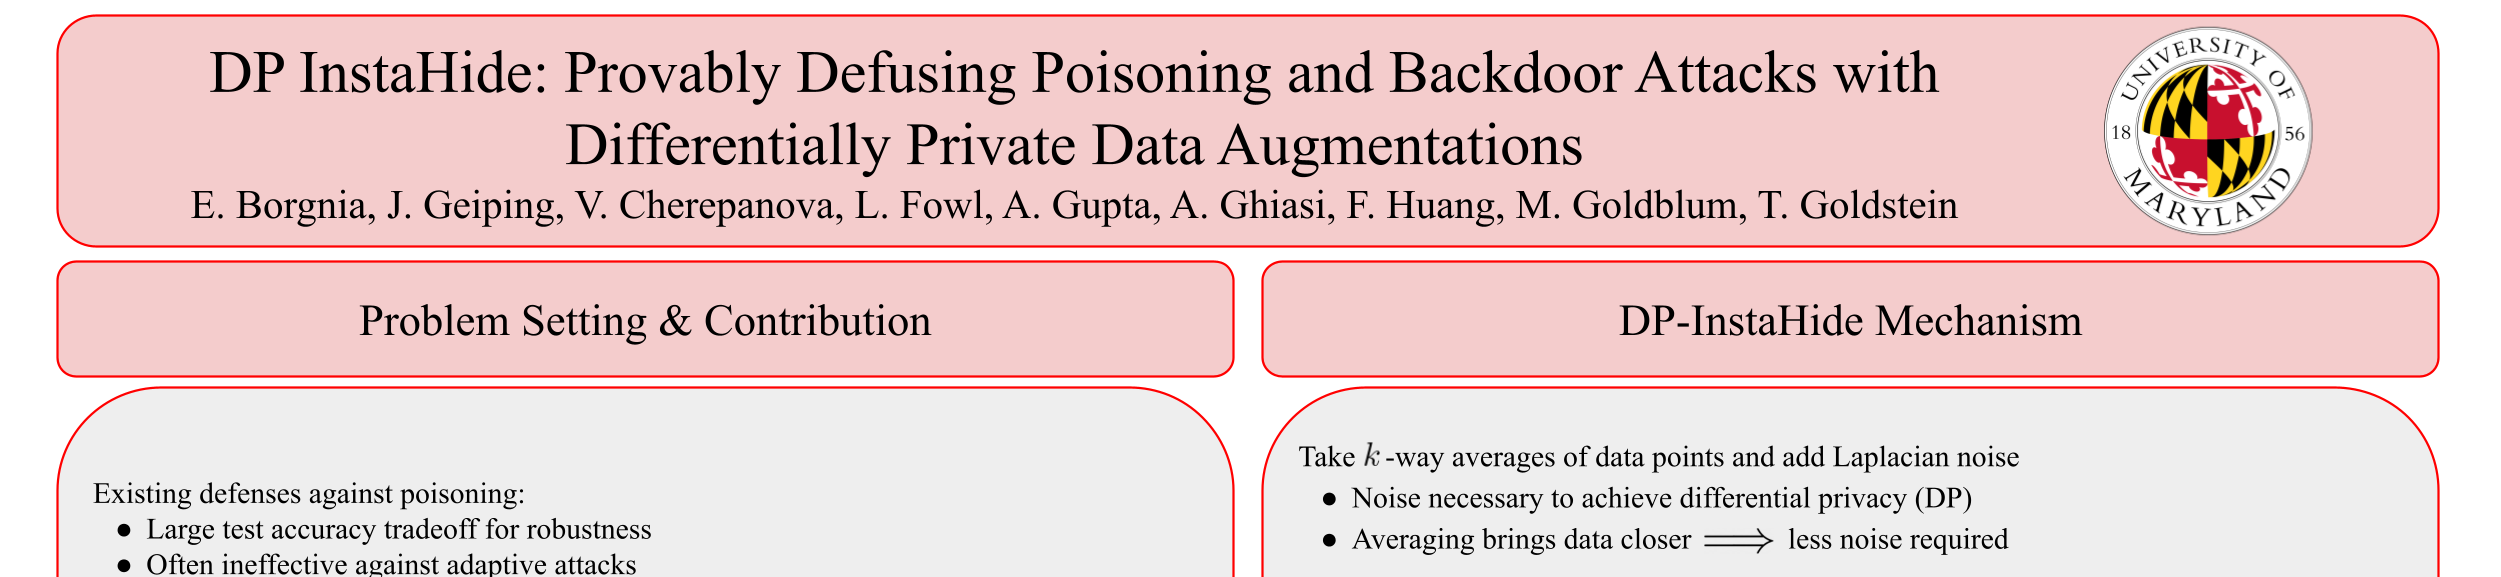 DP InstaHide: Provably Defusing Poisoning and Backdoor Attacks with
Differentially Private Data Augmentations
E. Borgnia, J. Geiping, V. Cherepanova, L. Fowl, A. Gupta, A. Ghiasi, F. Huang, M. Goldblum, T. Goldstein
UNIVERSITY OF
18 56
MARYLAND
Problem Setting & Contribution
Existing defenses against poisoning:
● Large test accuracy tradeoff for robustness
● Often ineffective against adaptive attacks
DP-InstaHide Mechanism
Take k-way averages of data points and add Laplacian noise
● Noise necessary to achieve differential privacy (DP)
● Averaging brings data closer ⟹ less noise required